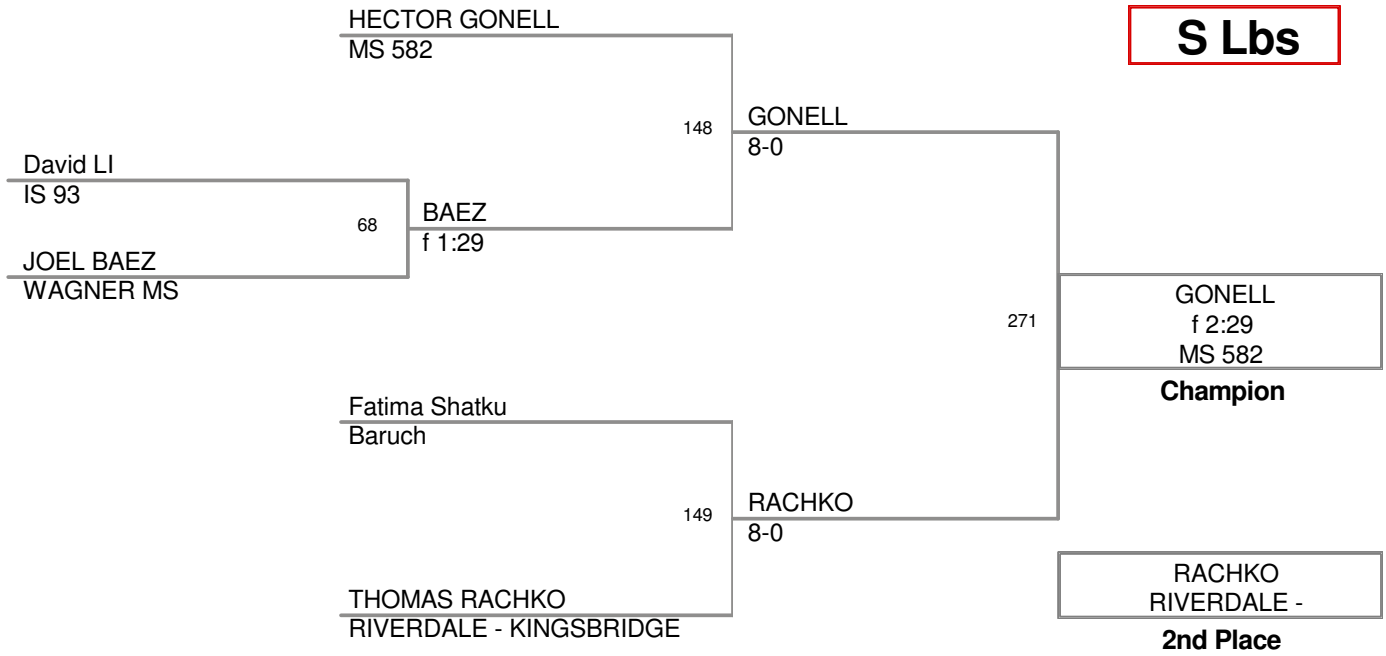 HECTOR GONELL
MS 582
S Lbs
148
GONELL
8-0
David LI
IS 93
68
BAEZ
f 1:29
JOEL BAEZ
WAGNER MS
271
GONELL
f 2:29
MS 582
Champion
Fatima Shatku
Baruch
149
RACHKO
8-0
THOMAS RACHKO
RIVERDALE - KINGSBRIDGE
RACHKO
RIVERDALE -
2nd Place